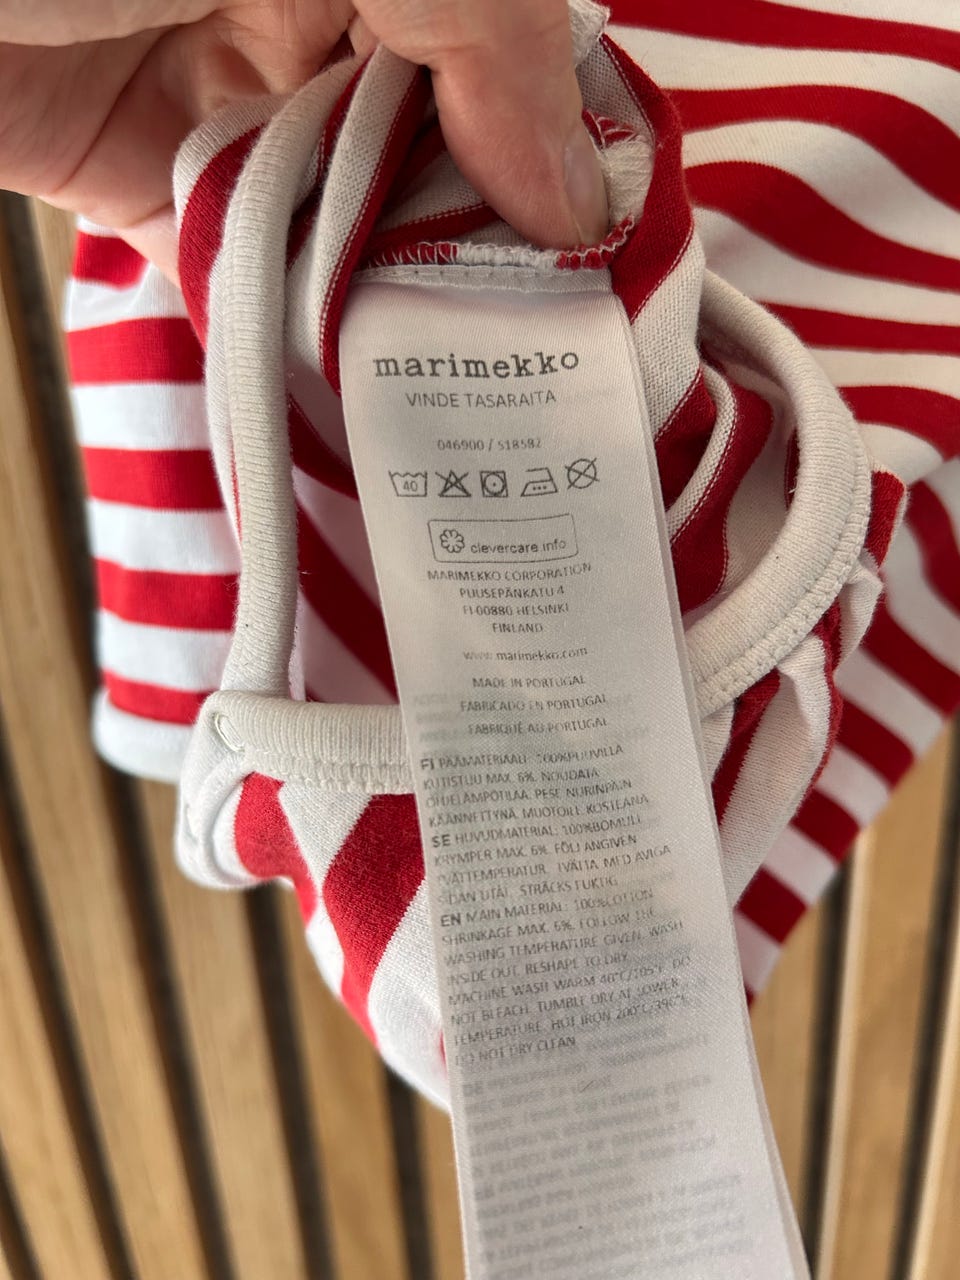 marimekko
VINDE TASARAITA
046900 / 518582
40
clevercare.info
MARIMEKKO CORPORATION
PUUSEPÄNKATU 4
FI-00880 HELSINKI
FINLAND
www.marimekko.com
MADE IN PORTUGAL
FABRICADO EN PORTUGAL
FABRIQUÉ AU PORTUGAL
FI PÄÄMATERIAALI: 100%PUUVILLA
KUTISTUU MAX. 6%. NOUDATA
OHJELÄMPÖTILAA. PESE NURINPÄIN
KÄÄNNETTYNÄ. MUOTOILE KOSTEANA
SE HUVUDMATERIAL: 100%BOMULL
KRYMPER MAX. 6%. FÖLJ ANGIVEN
TVÄTTEMPERATUR. TVÄTTA MED AVIGA
SIDAN UTÅT. STRÄCKS FUKTIG
EN MAIN MATERIAL: 100%COTTON
SHRINKAGE MAX. 6%. FOLLOW THE
WASHING TEMPERATURE GIVEN. WASH
INSIDE OUT. RESHAPE TO DRY
MACHINE WASH WARM 40°C/105°F. DO
NOT BLEACH. TUMBLE DRY AT LOWER
TEMPERATURE. HOT IRON 200°C/390°F.
DO NOT DRY CLEAN